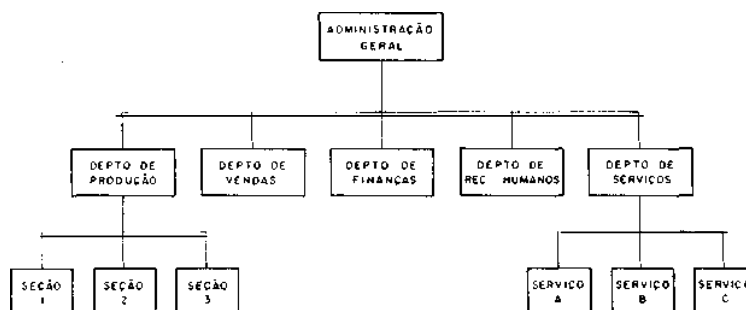 ADMINISTRAÇÃO
GERAL
DEPTO DE
PRODUÇÃO
DEPTO DE
VENDAS
DEPTO DE
FINANÇAS
DEPTO DE
REC HUMANOS
DEPTO DE
SERVIÇOS
SEÇÃO
1
SEÇÃO
2
SEÇÃO
3
SERVIÇO
A
SERVIÇO
B
SERVIÇO
C